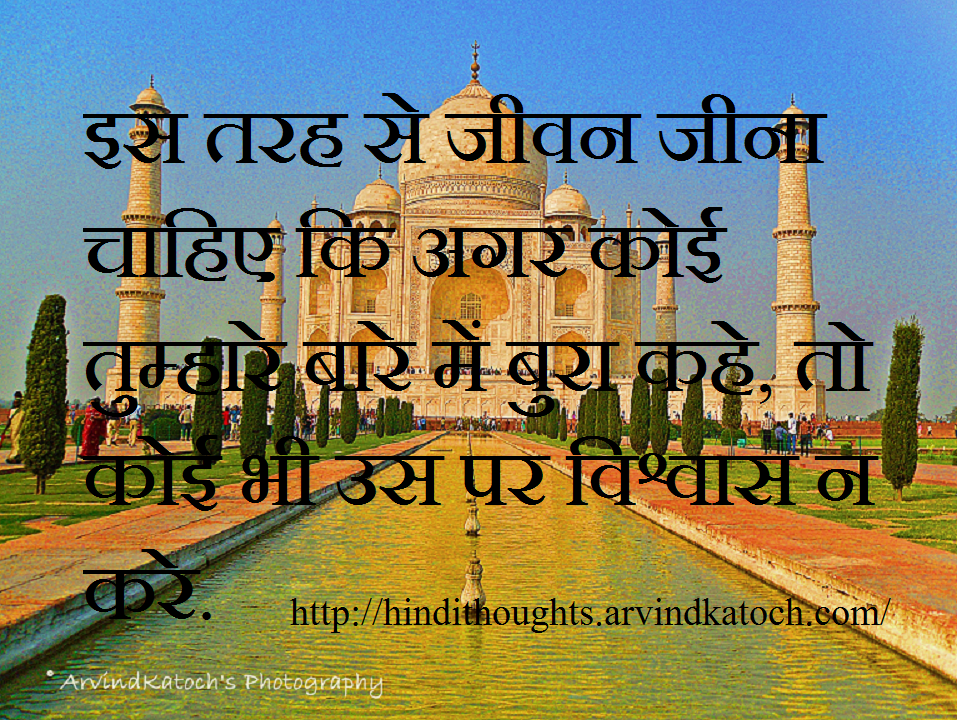 इस तरह से जीवन जीना
चाहिए कि अगर कोई
तुम्हारे बारे में बुरा कहे, तो
कोई भी उस पर विश्वास न
करे.
http://hindithoughts.arvindkatoch.com/
ArvindKatoch's Photography